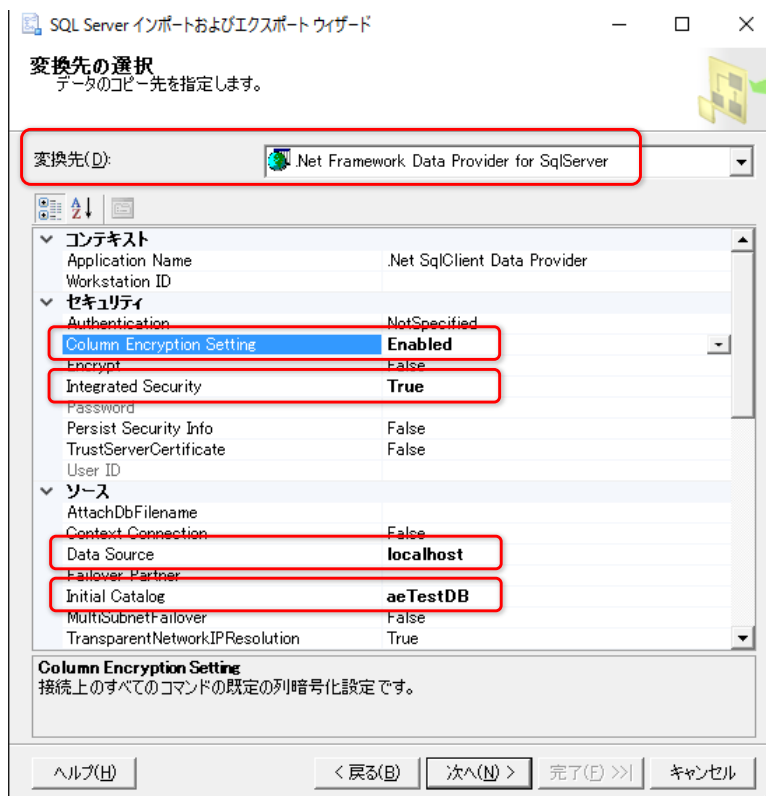 SQL Server インポートおよびエクスポート ウィザード
変換先の選択
データのコピー先を指定します。
変換先(D): .Net Framework Data Provider for SqlServer
コンテキスト
Application Name .Net SqlClient Data Provider
Workstation ID
セキュリティ
Authentication NotSpecified
Column Encryption Setting Enabled
Encrypt False
Integrated Security True
Password
Persist Security Info False
TrustServerCertificate False
User ID
ソース
AttachDbFilename
Context Connection False
Data Source localhost
Failover Partner
Initial Catalog aeTestDB
MultiSubnetFailover False
TransparentNetworkIPResolution True
Column Encryption Setting
接続上のすべてのコマンドの既定の列暗号化設定です。
ヘルプ(H) < 戻る(B) 次へ(N) > 完了(F) >>| キャンセル